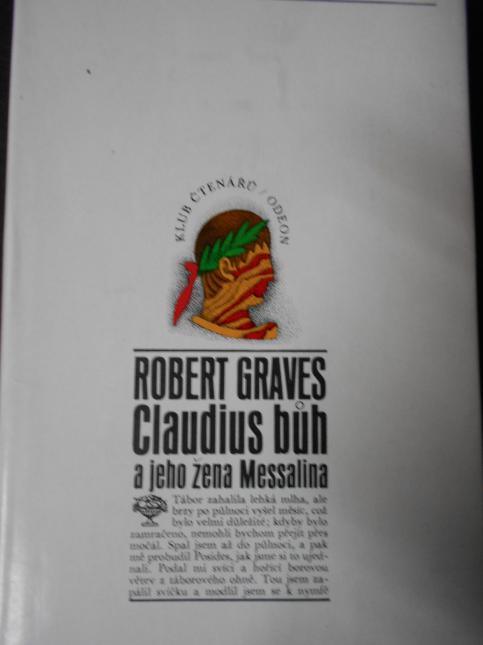 KLUB ČTENÁŘŮ / ODEON
ROBERT GRAVES
Claudius bůh
a jeho žena Messalina
Tábor zahalila lehká mlha, ale
brzy po půlnoci vyšel měsíc, což
bylo velmi důležité; kdyby bylo
zamračeno, nemohli bychom přejít přes
močál. Spal jsem až do půlnoci, a pak
mě probudil Posides, jak jsme si to ujed-
nali. Podal mi svíci a hořící borovou
větev z táborového ohně. Tou jsem za-
pálil svíčku a modlil jsem se k nymfě